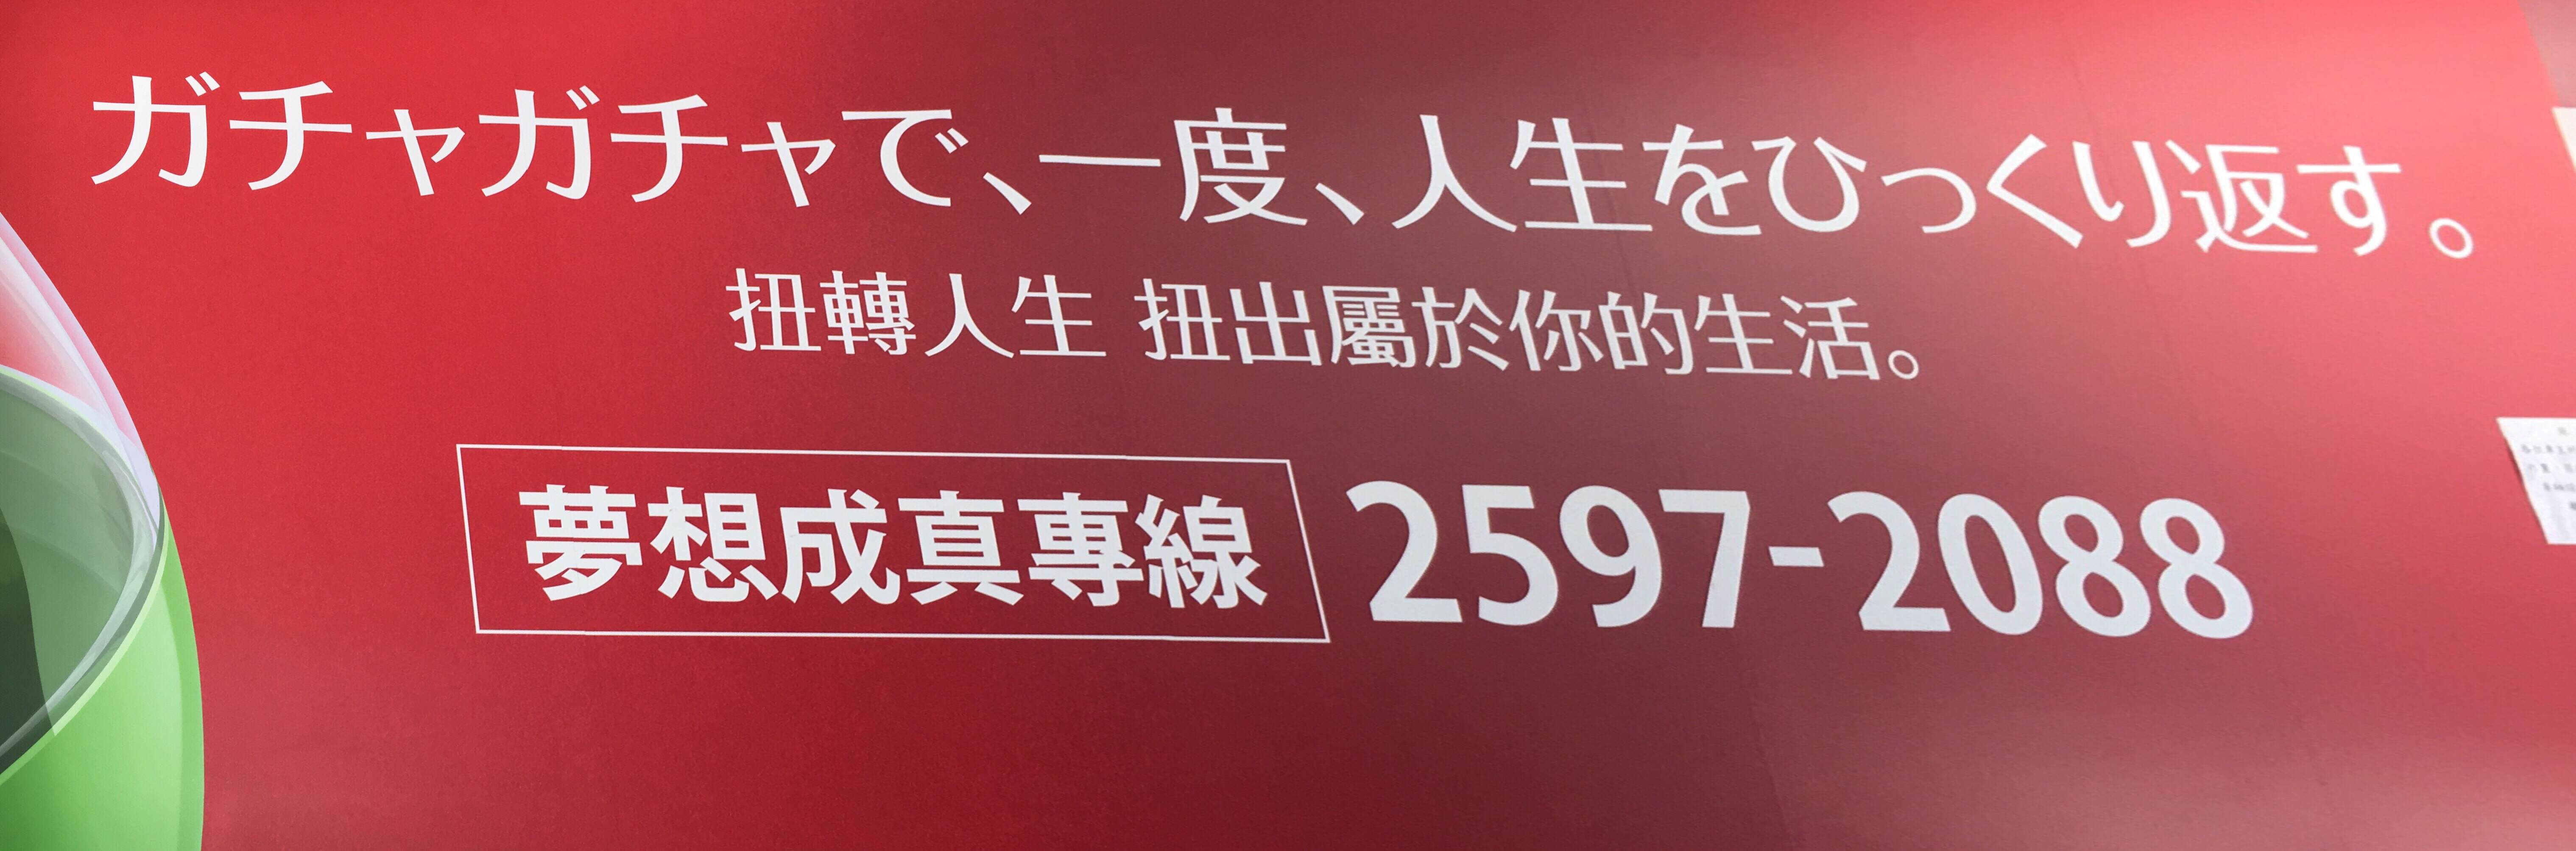 ガチャガチャで、一度、人生をひっくり返す。
扭轉人生 扭出屬於你的生活。
夢想成真專線 2597-2088